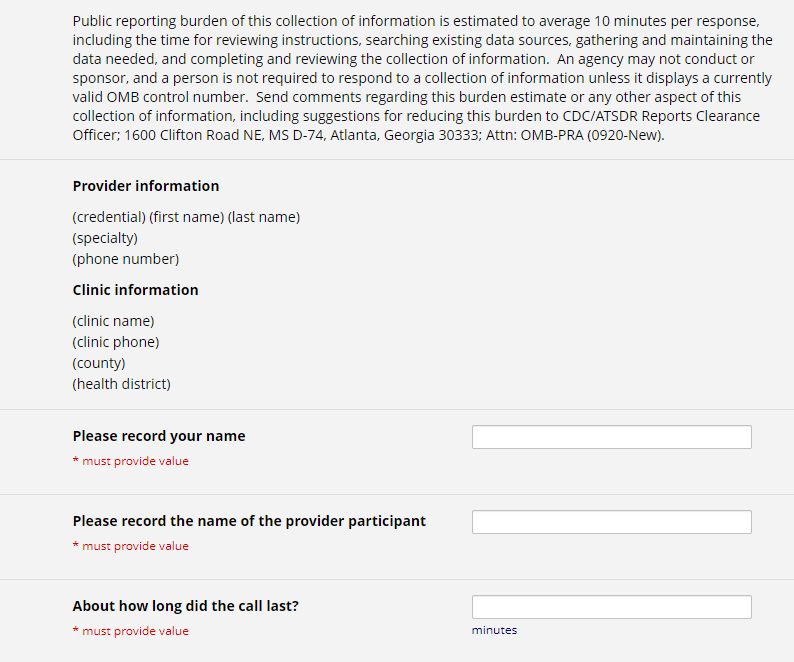 Public reporting burden of this collection of information is estimated to average 10 minutes per response,
including the time for reviewing instructions, searching existing data sources, gathering and maintaining the
data needed, and completing and reviewing the collection of information.  An agency may not conduct or
sponsor, and a person is not required to respond to a collection of information unless it displays a currently
valid OMB control number.  Send comments regarding this burden estimate or any other aspect of this
collection of information, including suggestions for reducing this burden to CDC/ATSDR Reports Clearance
Officer; 1600 Clifton Road NE, MS D-74, Atlanta, Georgia 30333; Attn: OMB-PRA (0920-New).
Provider information
(credential) (first name) (last name)
(specialty)
(phone number)
Clinic information
(clinic name)
(clinic phone)
(county)
(health district)
Please record your name
* must provide value
Please record the name of the provider participant
* must provide value
About how long did the call last?
* must provide value
minutes